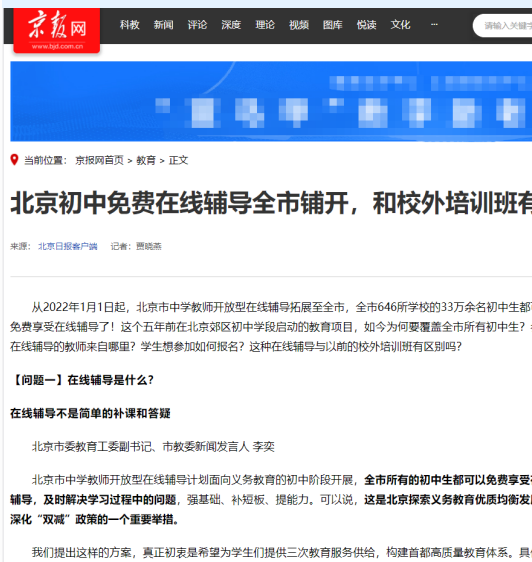 京报网
www.bjd.com.cn
科教 新闻 评论 深度 理论 视频 图库 悦读 文化 ...
请输入关键字
当前位置： 京报网首页 > 教育 > 正文
北京初中免费在线辅导全市铺开，和校外培训班有
来源： 北京日报客户端 记者：贾晓燕
从2022年1月1日起，北京市中学教师开放型在线辅导拓展至全市，全市646所学校的33万余名初中生都
免费享受在线辅导了！这个五年前在北京郊区初中学段启动的教育项目，如今为何要覆盖全市所有初中生？
在线辅导的教师来自哪里？学生想参加如何报名？这种在线辅导与以前的校外培训班有区别吗？
【问题一】在线辅导是什么？
在线辅导不是简单的补课和答疑
北京市委教育工委副书记、市教委新闻发言人 李奕
北京市中学教师开放型在线辅导计划面向义务教育的初中阶段开展，全市所有的初中生都可以免费享受
辅导，及时解决学习过程中的问题，强基础、补短板、提能力。可以说，这是北京探索义务教育优质均衡发
深化“双减”政策的一个重要举措。
我们提出这样的方案，真正初衷是希望为学生们提供三次教育服务供给，构建首都高质量教育体系。具